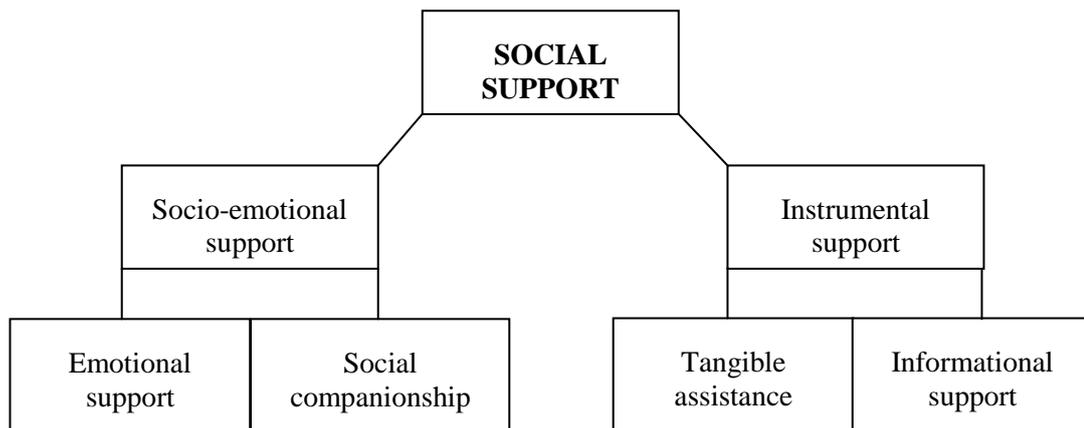 SOCIAL
SUPPORT
Socio-emotional
support
Instrumental
support
Emotional
support
Social
companionship
Tangible
assistance
Informational
support